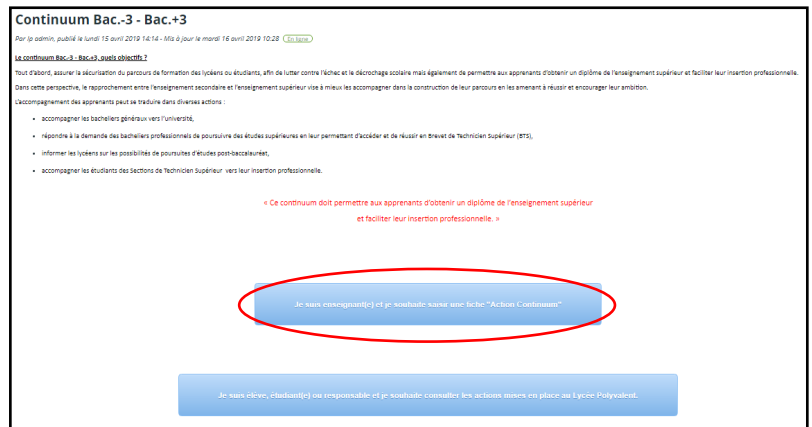 Continuum Bac.-3 - Bac.+3
Par lp admin, publié le lundi 15 avril 2019 14:14 - Mis à jour le mardi 16 avril 2019 10:28 En ligne
Le continuum Bac.-3 - Bac.+3, quels objectifs ?
Tout d'abord, assurer la sécurisation du parcours de formation des lycéens ou étudiants, afin de lutter contre l'échec et le décrochage scolaire mais également de permettre aux apprenants d'obtenir un diplôme de l'enseignement supérieur et faciliter leur insertion professionnelle.
Dans cette perspective, le rapprochement entre l'enseignement secondaire et l'enseignement supérieur vise à mieux les accompagner dans la construction de leur parcours en les amenant à réussir et encourager leur ambition.
L'accompagnement des apprenants peut se traduire dans diverses actions :
• accompagner les bacheliers généraux vers l'université,
• répondre à la demande des bacheliers professionnels de poursuivre des études supérieures en leur permettant d'accéder et de réussir en Brevet de Technicien Supérieur (BTS),
• informer les lycéens sur les possibilités de poursuites d'études post-baccalauréat,
• accompagner les étudiants des Sections de Technicien Supérieur vers leur insertion professionnelle.
« Ce continuum doit permettre aux apprenants d'obtenir un diplôme de l'enseignement supérieur
et faciliter leur insertion professionnelle. »
Je suis enseignant(e) et je souhaite saisir une fiche "Action Continuum"
Je suis élève, étudiant(e) ou responsable et je souhaite consulter les actions mises en place au Lycée Polyvalent.